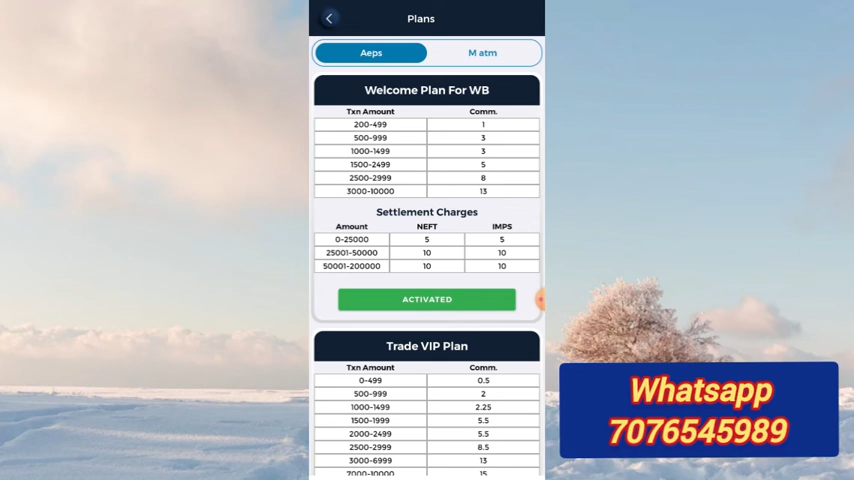 Plans
Aeps M atm
Welcome Plan For WB
Txn Amount Comm.
200-499 1
500-999 3
1000-1499 3
1500-2499 5
2500-2999 8
3000-10000 13
Settlement Charges
Amount NEFT IMPS
0-25000 5 5
25001-50000 10 10
50001-200000 10 10
ACTIVATED
Trade VIP Plan
Txn Amount Comm.
0-499 0.5
500-999 2
1000-1499 2.25
1500-1999 5.5
2000-2499 5.5
2500-2999 8.5
3000-6999 13
7000-10000 15
Whatsapp
7076545989